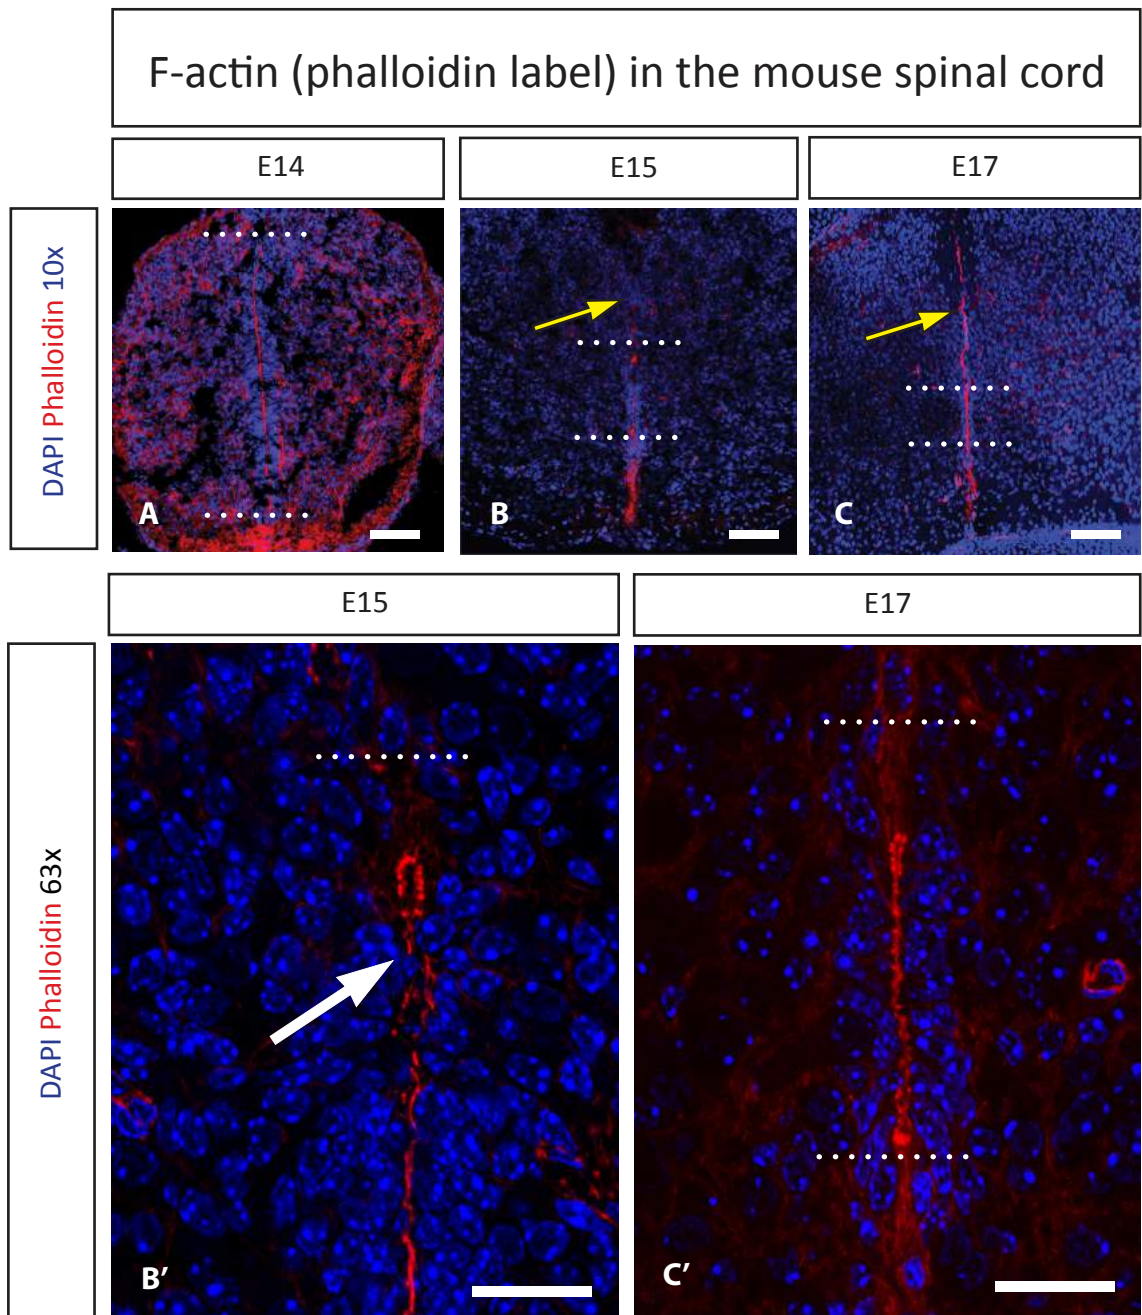 F-actin (phalloidin label) in the mouse spinal cord
E14
E15
E17
DAPI Phalloidin 10x
A
B
C
E15
E17
DAPI Phalloidin 63x
B'
C'